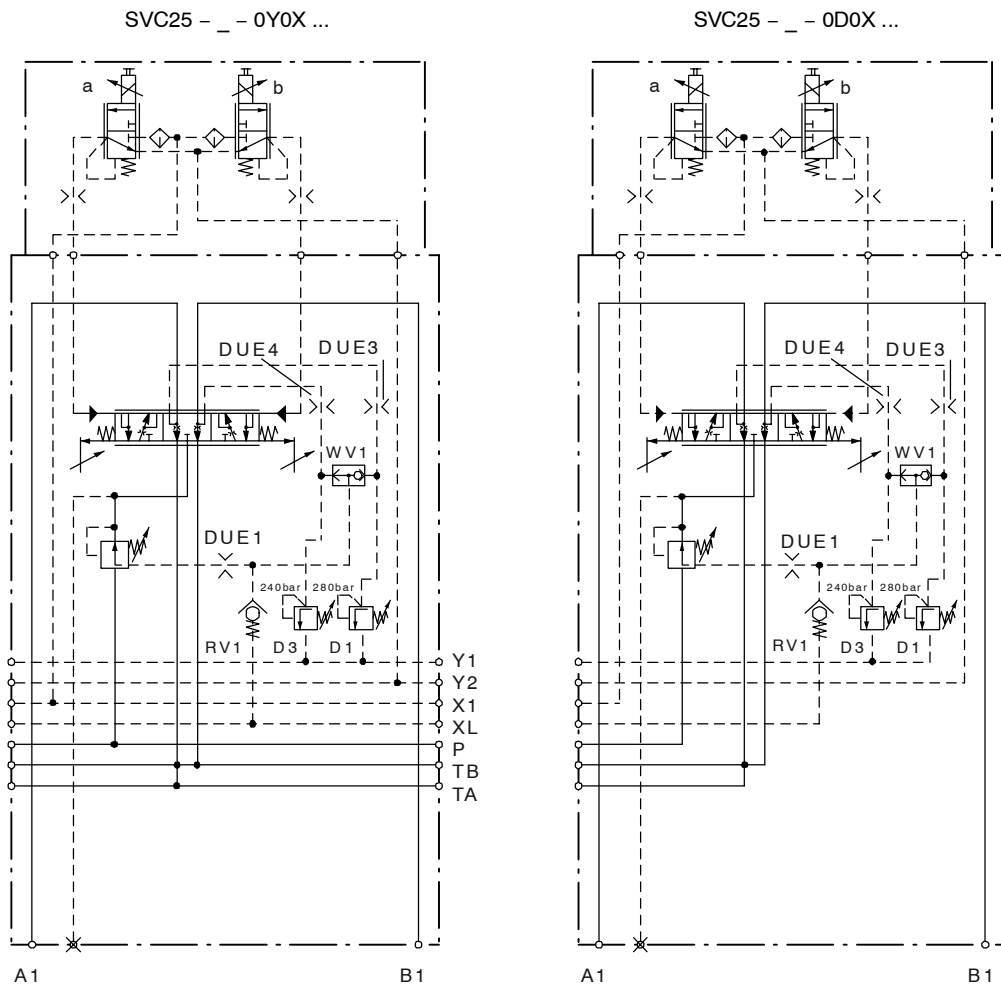 SVC25 – _ – 0Y0X ...
SVC25 – _ – 0D0X ...
a
b
a
b
DUE4
DUE3
DUE4
DUE3
WV1
WV1
DUE1
DUE1
240bar
280bar
240bar
280bar
RV1
D3
D1
RV1
D3
D1
Y1
Y2
X1
XL
P
TB
TA
A1
B1
A1
B1